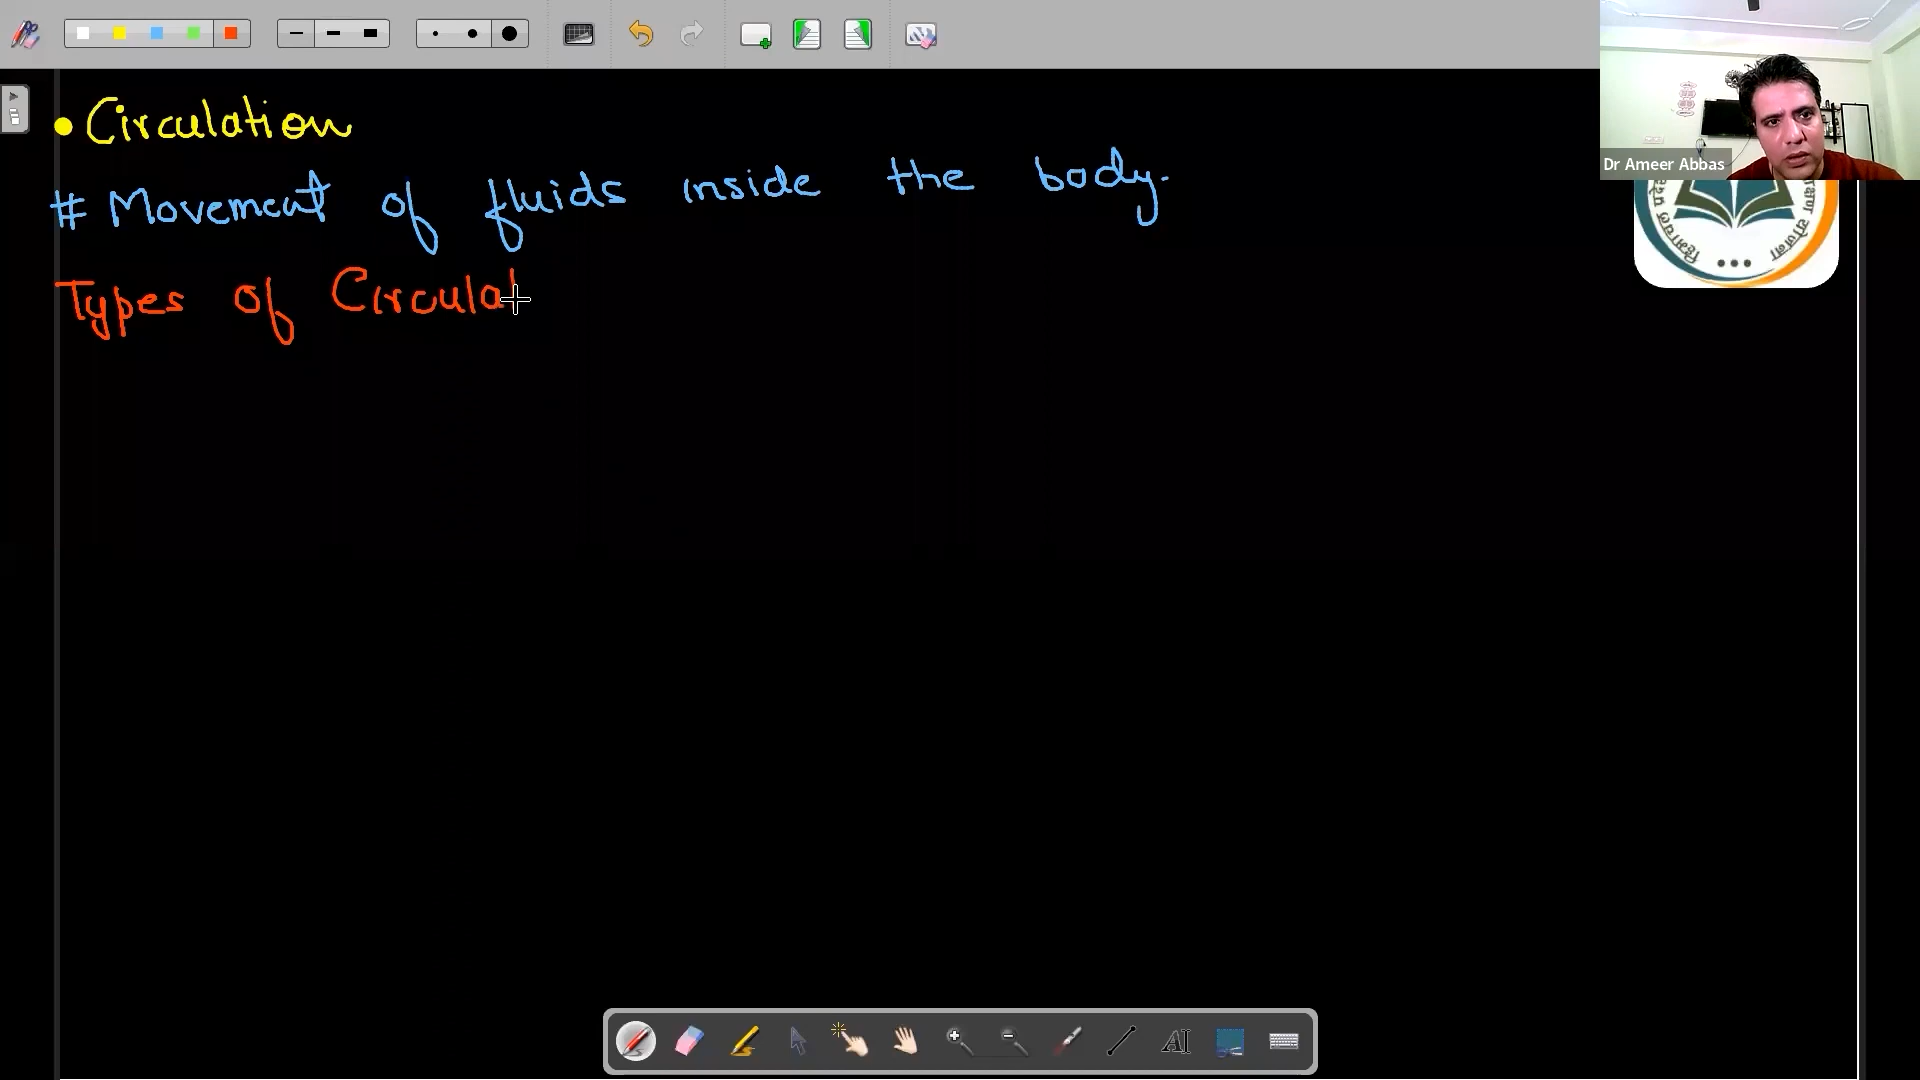 • Circulation
# Movement of fluids inside the body.
Types of Circulat
Dr Ameer Abbas